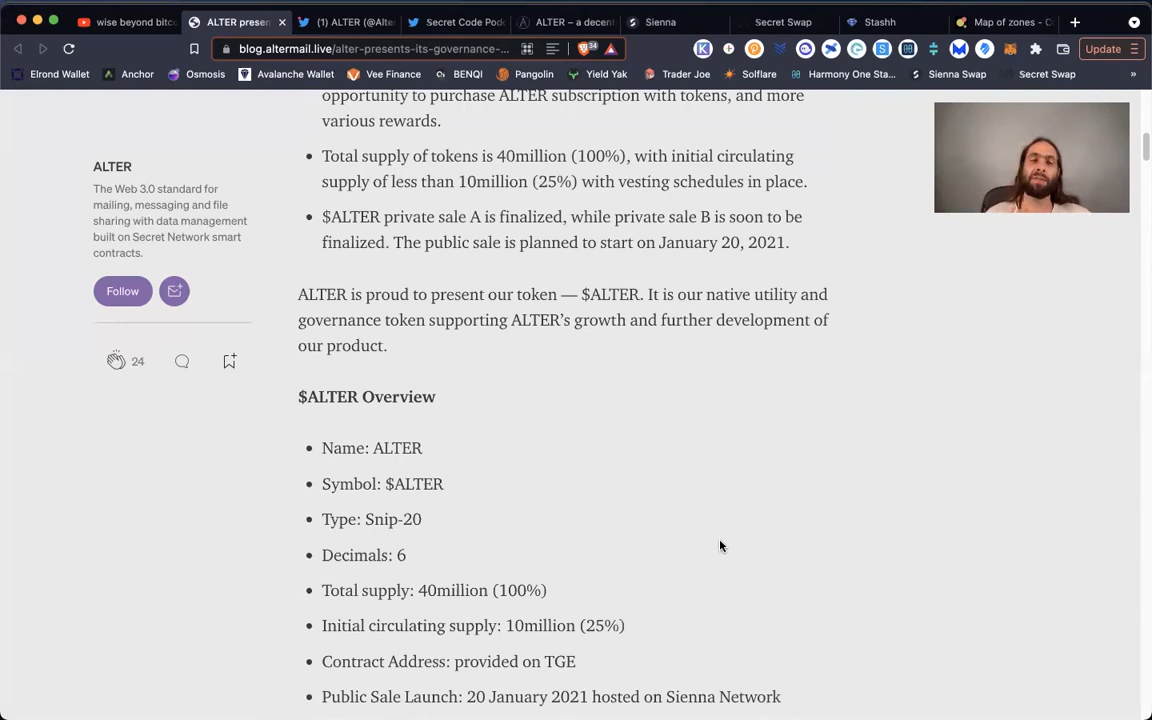 wise beyond bitc
ALTER presen
(1) ALTER (@Alter
Secret Code Pod
ALTER – a decent
Sienna
Secret Swap
Stashh
Map of zones - C
blog.altermail.live/alter-presents-its-governance-...
34
Update
Elrond Wallet
Anchor
Osmosis
Avalanche Wallet
Vee Finance
BENQI
Pangolin
Yield Yak
Trader Joe
Solflare
Harmony One Sta...
Sienna Swap
Secret Swap
»
opportunity to purchase ALTER subscription with tokens, and more
various rewards.
• Total supply of tokens is 40million (100%), with initial circulating
supply of less than 10million (25%) with vesting schedules in place.
• $ALTER private sale A is finalized, while private sale B is soon to be
finalized. The public sale is planned to start on January 20, 2021.
ALTER
The Web 3.0 standard for
mailing, messaging and file
sharing with data management
built on Secret Network smart
contracts.
Follow
24
ALTER is proud to present our token — $ALTER. It is our native utility and
governance token supporting ALTER’s growth and further development of
our product.
$ALTER Overview
• Name: ALTER
• Symbol: $ALTER
• Type: Snip-20
• Decimals: 6
• Total supply: 40million (100%)
• Initial circulating supply: 10million (25%)
• Contract Address: provided on TGE
• Public Sale Launch: 20 January 2021 hosted on Sienna Network